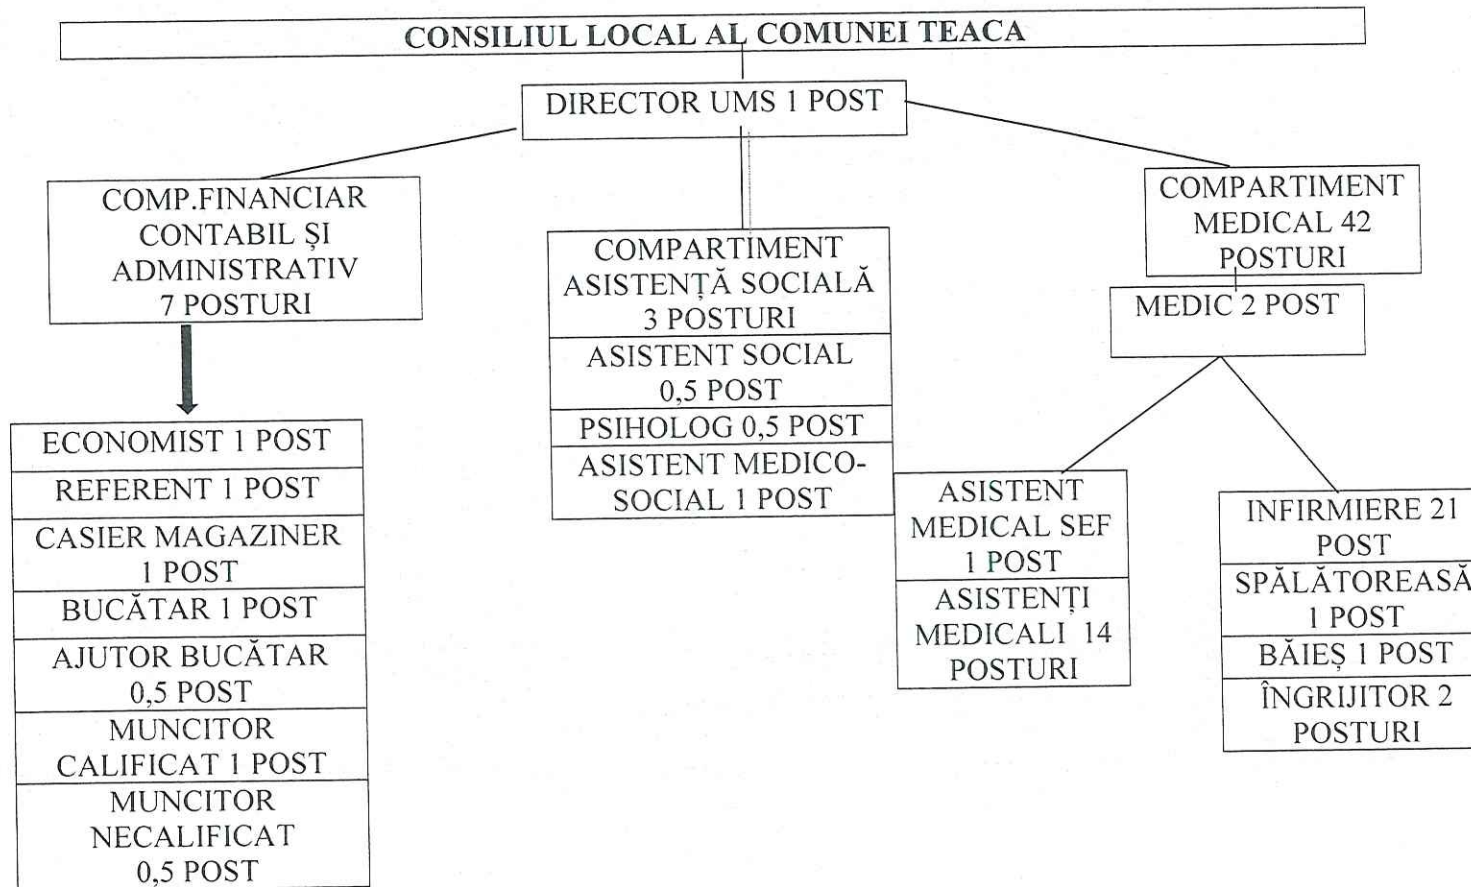 CONSILIUL LOCAL AL COMUNEI TEACA
DIRECTOR UMS 1 POST
COMP.FINANCIAR
CONTABIL ȘI
ADMINISTRATIV
7 POSTURI
ECONOMIST 1 POST
REFERENT 1 POST
CASIER MAGAZINER
1 POST
BUCĂTAR 1 POST
AJUTOR BUCĂTAR
0,5 POST
MUNCITOR
CALIFICAT 1 POST
MUNCITOR
NECALIFICAT
0,5 POST
COMPARTIMENT
ASISTENȚĂ SOCIALĂ
3 POSTURI
ASISTENT SOCIAL
0,5 POST
PSIHOLOG 0,5 POST
ASISTENT MEDICO-
SOCIAL 1 POST
COMPARTIMENT
MEDICAL 42
POSTURI
MEDIC 2 POST
ASISTENT
MEDICAL SEF
1 POST
ASISTENȚI
MEDICALI 14
POSTURI
INFIRMIERE 21
POST
SPĂLĂTOREASĂ
1 POST
BĂIEȘ 1 POST
ÎNGRIJITOR 2
POSTURI